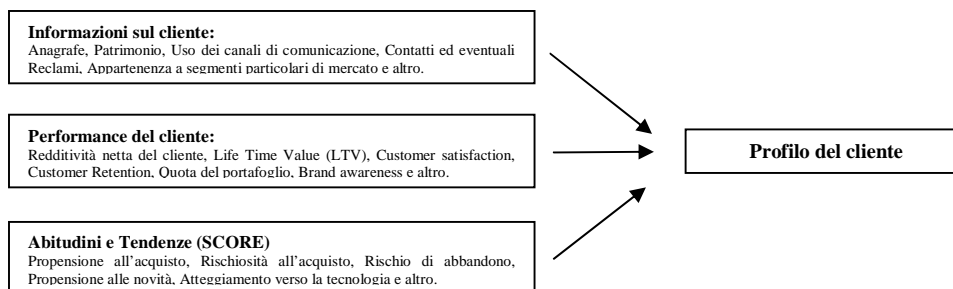 Informazioni sul cliente:
Anagrafe, Patrimonio, Uso dei canali di comunicazione, Contatti ed eventuali
Reclami, Appartenenza a segmenti particolari di mercato e altro.
Performance del cliente:
Redditività netta del cliente, Life Time Value (LTV), Customer satisfaction,
Customer Retention, Quota del portafoglio, Brand awareness e altro.
Profilo del cliente
Abitudini e Tendenze (SCORE)
Propensione all'acquisto, Rischiosità all'acquisto, Rischio di abbandono,
Propensione alle novità, Atteggiamento verso la tecnologia e altro.